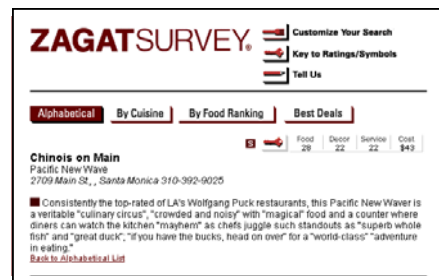 ZAGATSURVEY®
Customize Your Search
Key to Ratings/Symbols
Tell Us
Alphabetical By Cuisine By Food Ranking Best Deals
S Food Decor Service Cost
28 22 22 $43
Chinois on Main
Pacific New Wave
2709 Main St., , Santa Monica 310-392-9025
Consistently the top-rated of LA's Wolfgang Puck restaurants, this Pacific New Waver is
a veritable "culinary circus", "crowded and noisy" with "magical" food and a counter where
diners can watch the kitchen "mayhem" as chefs juggle such standouts as "superb whole
fish" and "great duck"; "if you have the bucks, head on over" for a "world-class" "adventure
in eating."
Back to Alphabetical List